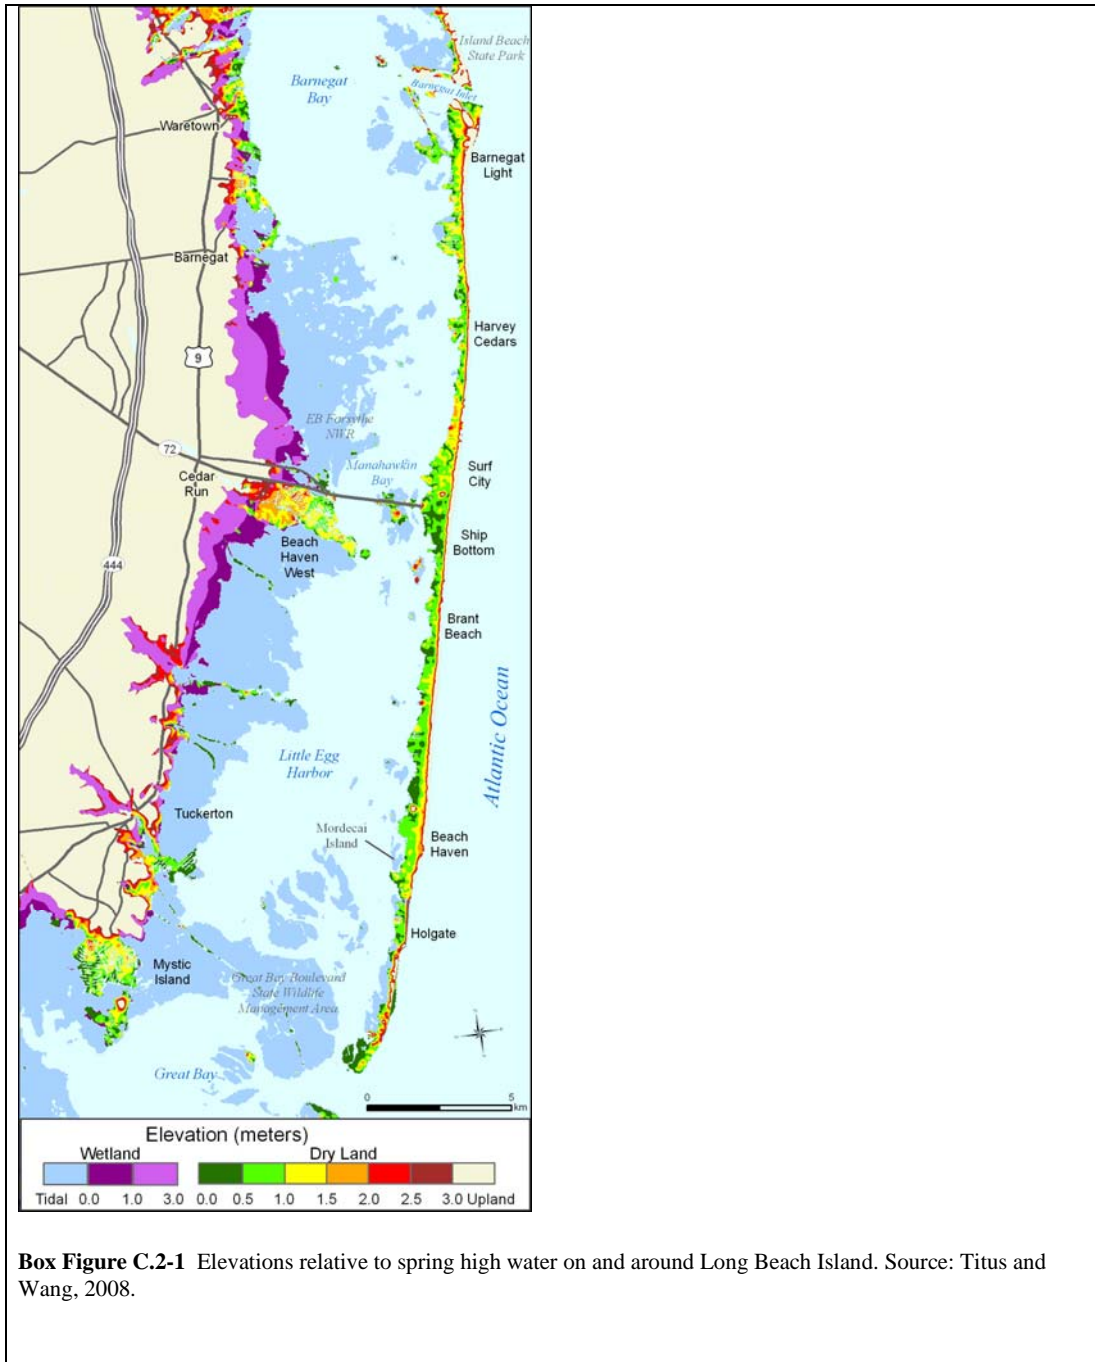 Island Beach
State Park
Barnegat
Bay
Barnegat Inlet
Waretown
Barnegat
Light
Barnegat
Harvey
Cedars
9
EB Forsythe
NWR
72
Manahawkin
Bay
Surf
City
Cedar
Run
Ship
Bottom
Beach
Haven
West
444
Brant
Beach
Atlantic Ocean
Little Egg
Harbor
Tuckerton
Mordecai
Island
Beach
Haven
Holgate
Mystic
Island
Great Bay Boulevard
State Wildlife
Management Area
Great Bay
0 5
km
Elevation (meters)
Wetland Dry Land
Tidal 0.0 1.0 3.0 0.0 0.5 1.0 1.5 2.0 2.5 3.0 Upland
Box Figure C.2-1 Elevations relative to spring high water on and around Long Beach Island. Source: Titus and
Wang, 2008.